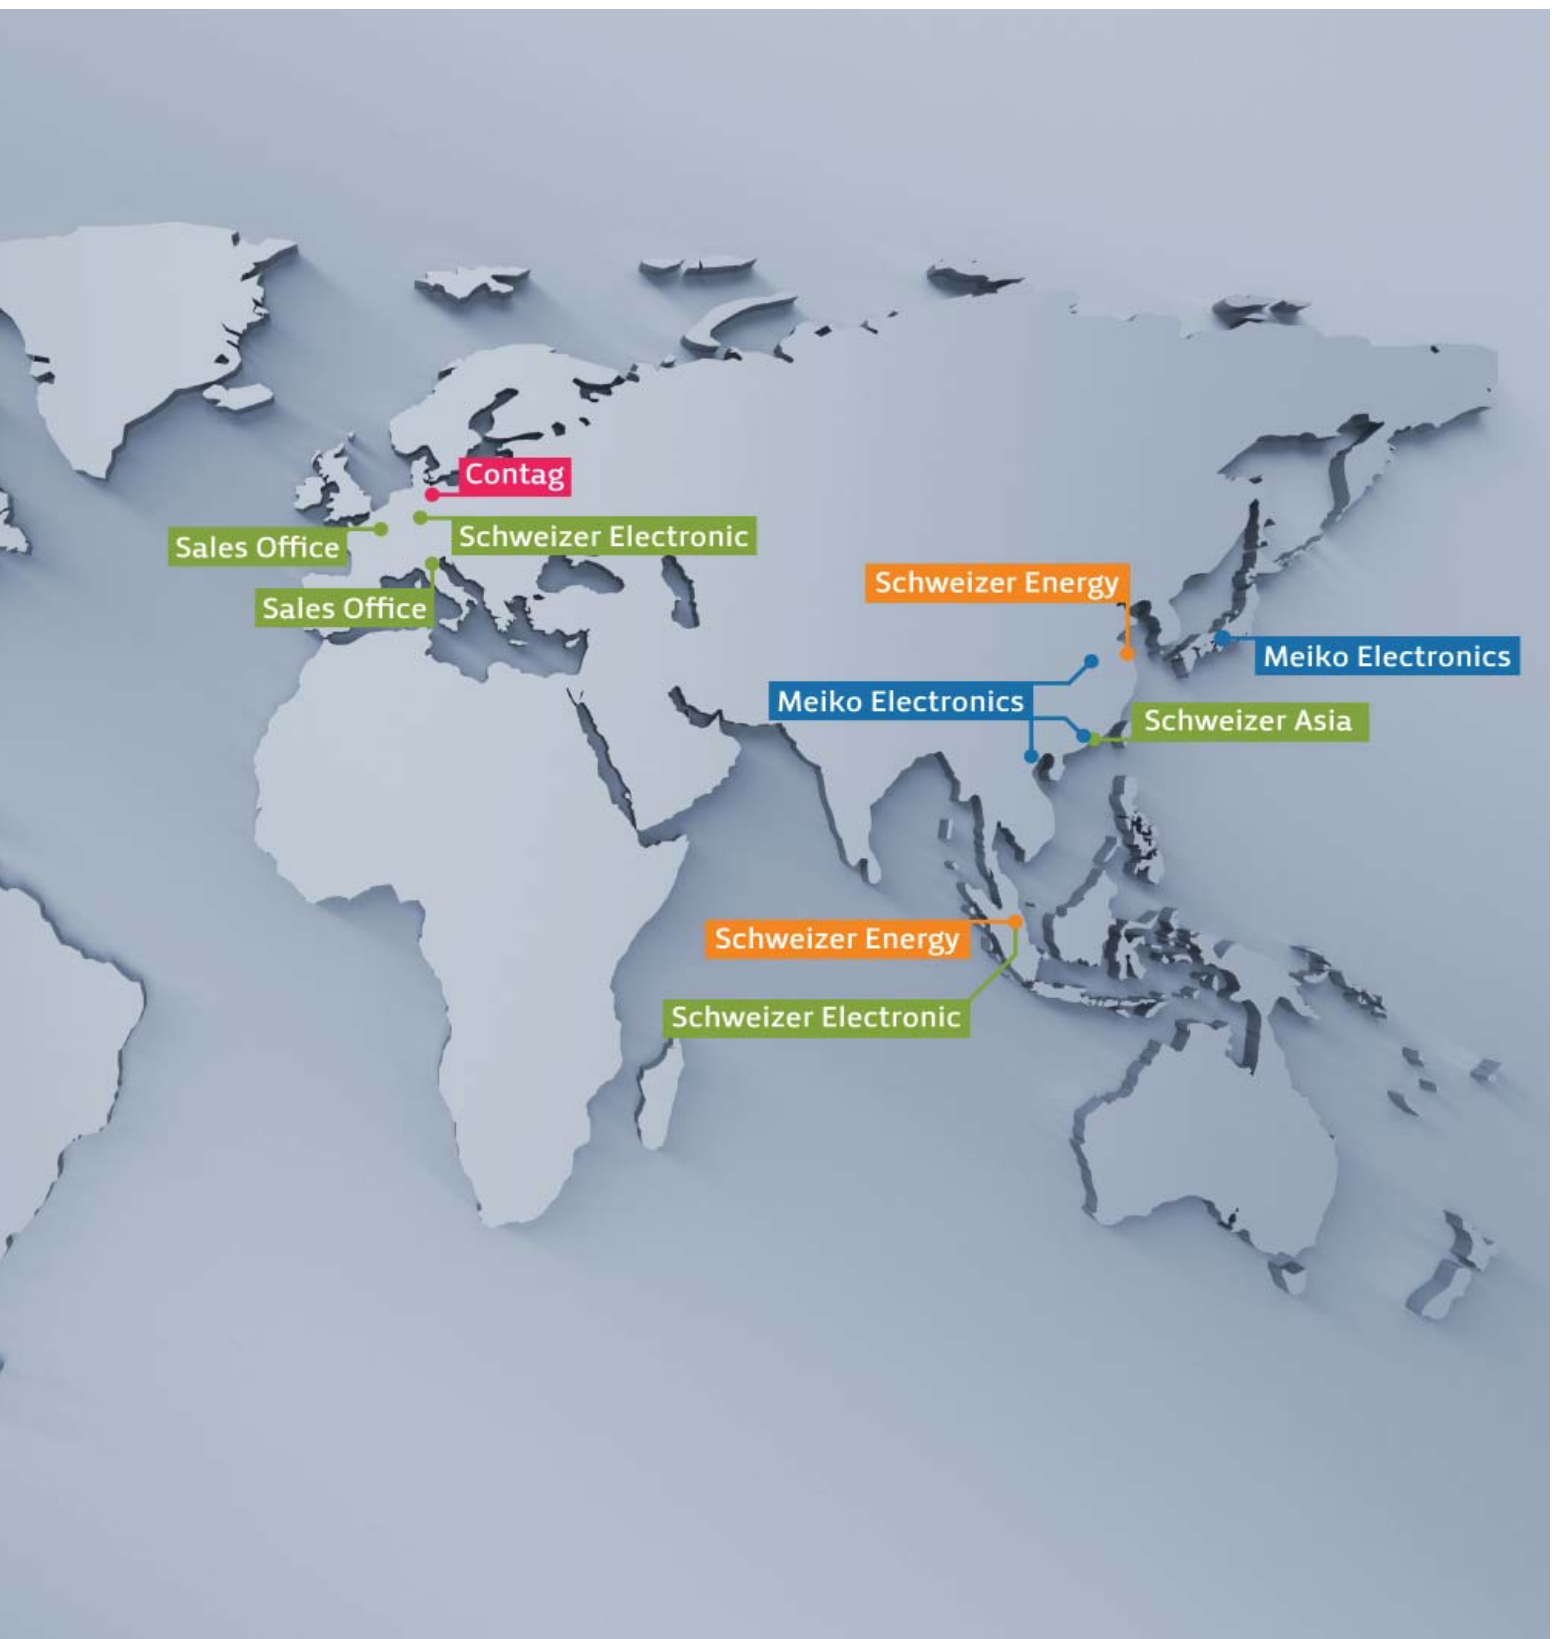 Contag
Schweizer Electronic
Sales Office
Sales Office
Schweizer Energy
Meiko Electronics
Meiko Electronics
Schweizer Asia
Schweizer Energy
Schweizer Electronic